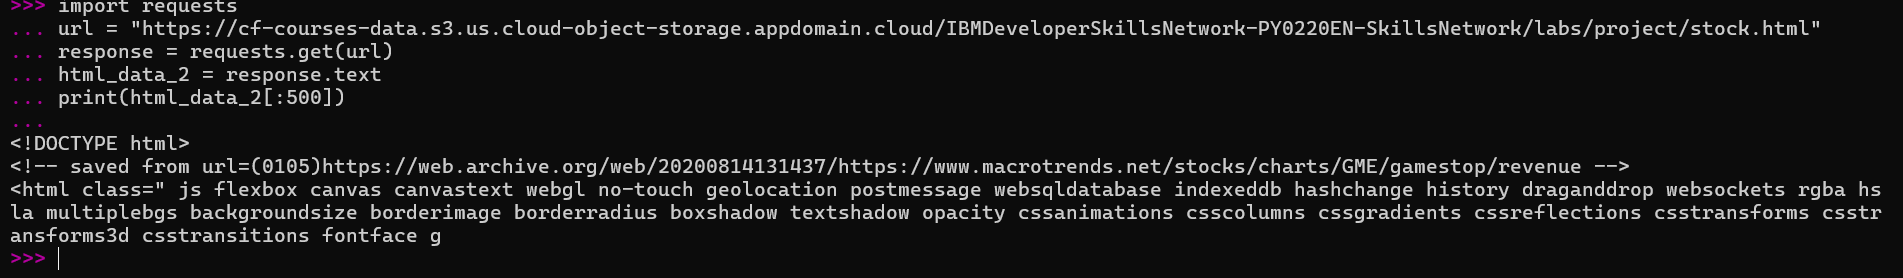 >>> import requests
... url = "https://cf-courses-data.s3.us.cloud-object-storage.appdomain.cloud/IBMDeveloperSkillsNetwork-PY0220EN-SkillsNetwork/labs/project/stock.html"
... response = requests.get(url)
... html_data_2 = response.text
... print(html_data_2[:500])
...
<!DOCTYPE html>
<!-- saved from url=(0105)https://web.archive.org/web/20200814131437/https://www.macrotrends.net/stocks/charts/GME/gamestop/revenue -->
<html class=" js flexbox canvas canvastext webgl no-touch geolocation postmessage websqldatabase indexeddb hashchange history draganddrop websockets rgba hs
la multiplebgs backgroundsize borderimage borderradius boxshadow textshadow opacity cssanimations csscolumns cssgradients cssreflections csstransforms csstr
ansforms3d csstransitions fontface g
>>>